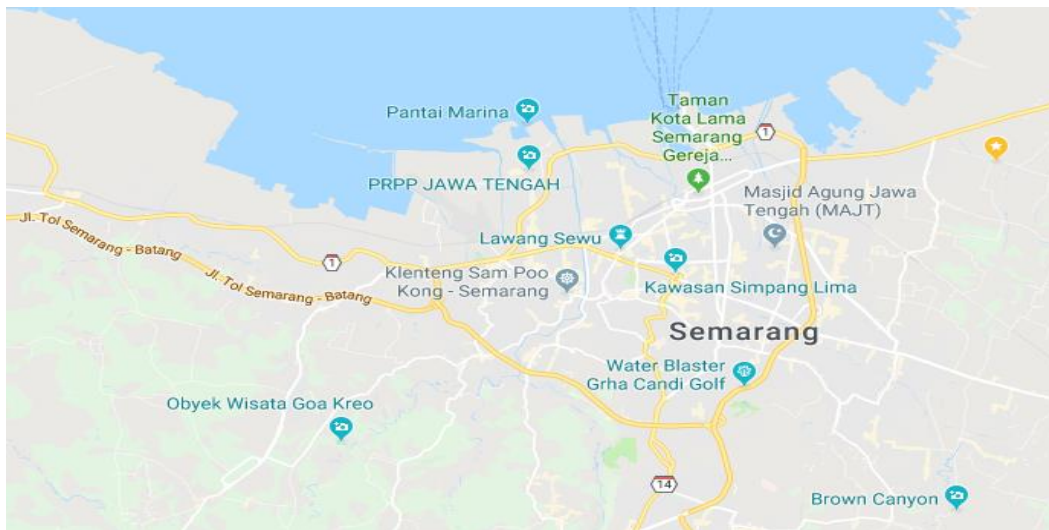 Pantai Marina
Taman
Kota Lama
Semarang
Gereja...
1
PRPP JAWA TENGAH
Masjid Agung Jawa
Tengah (MAJT)
Jl. Tol Semarang - Batang
Lawang Sewu
1
Jl. Tol Semarang - Batang
Klenteng Sam Poo
Kong - Semarang
Kawasan Simpang Lima
Semarang
Water Blaster
Grha Candi Golf
Obyek Wisata Goa Kreo
14
Brown Canyon